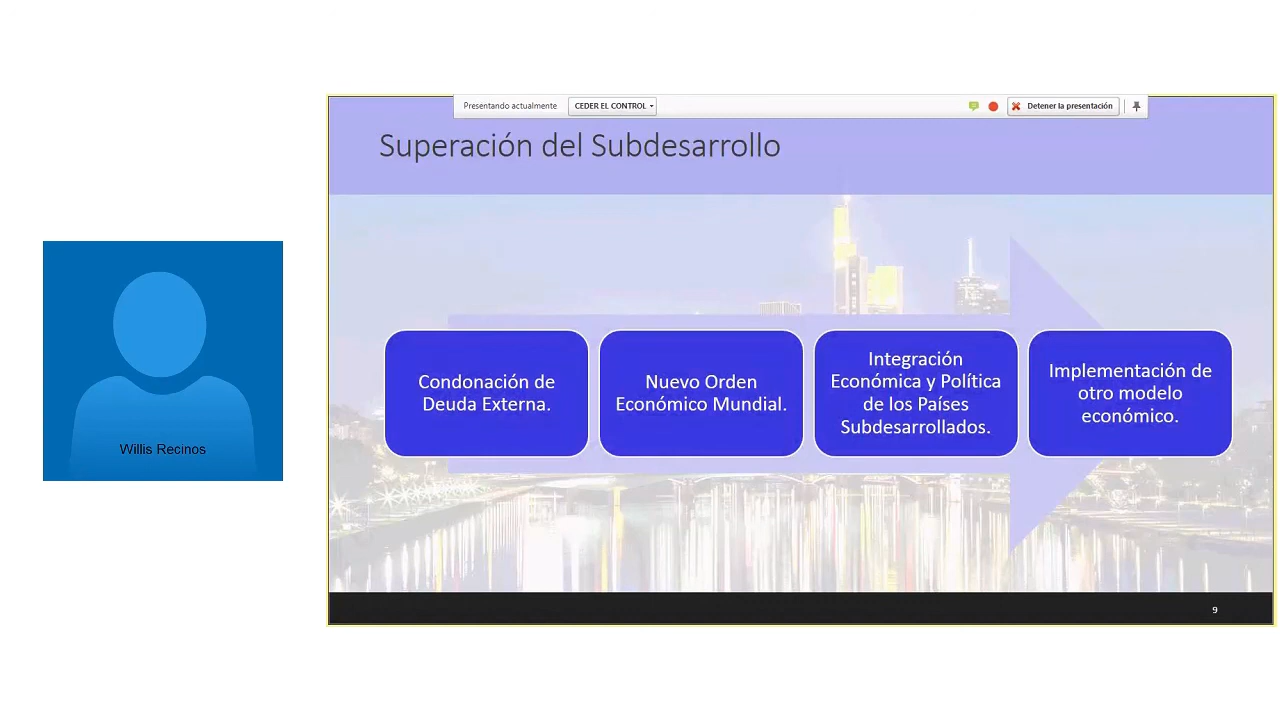 Presentando actualmente
CEDER EL CONTROL
Detener la presentación
Superación del Subdesarrollo
Willis Recinos
Condonación de
Deuda Externa.
Nuevo Orden
Económico Mundial.
Integración
Económica y Política
de los Países
Subdesarrollados.
Implementación de
otro modelo
económico.
9